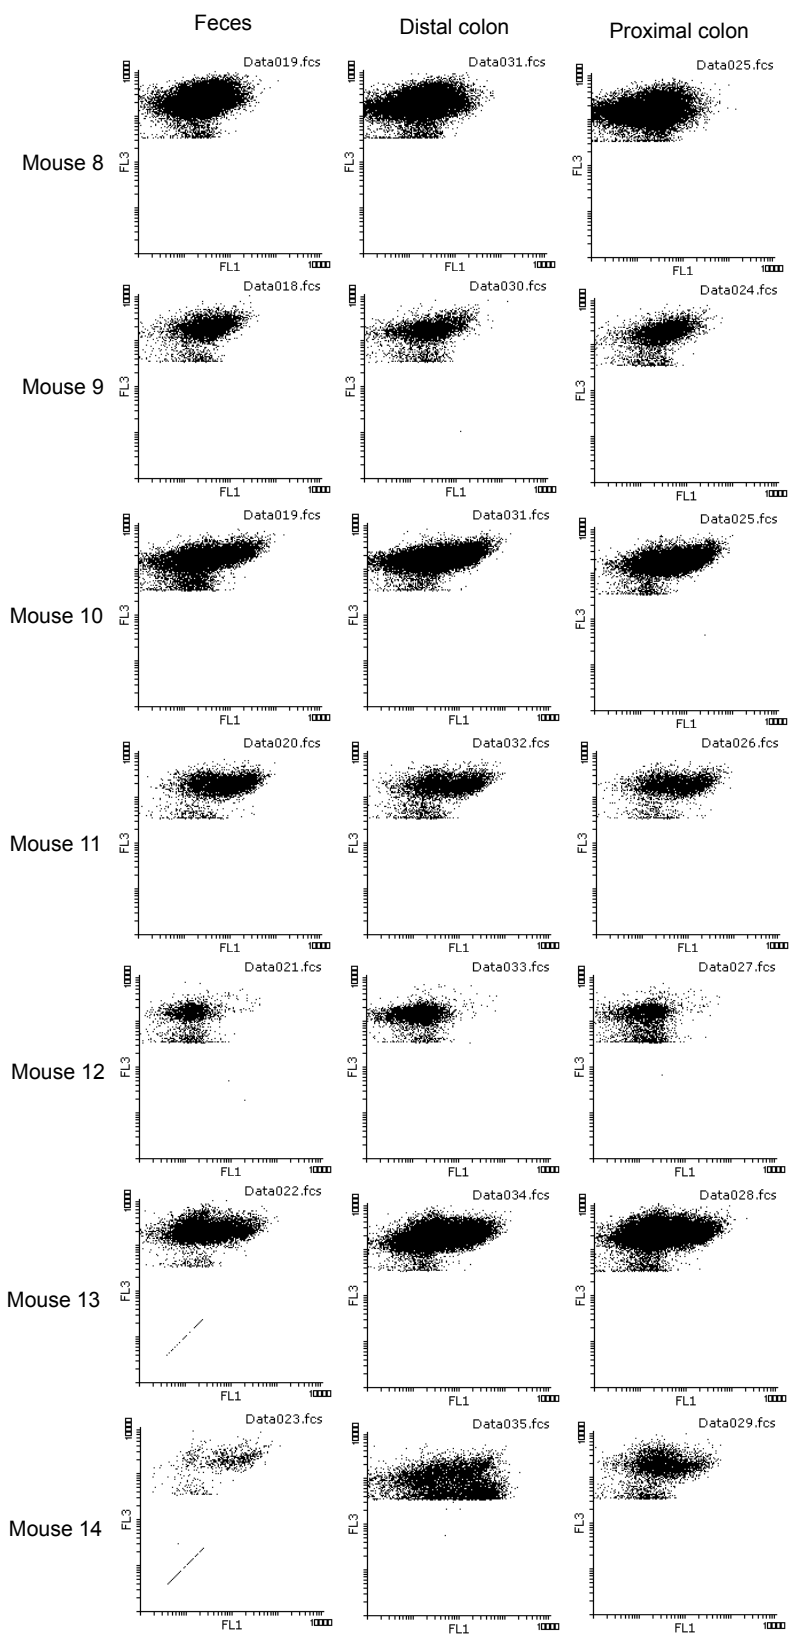 Feces Distal colon Proximal colon
Data019.fcs Data031.fcs Data025.fcs
Mouse 8
FL3 FL3 FL3
FL1 FL1 FL1
Data018.fcs Data030.fcs Data024.fcs
Mouse 9
FL3 FL3 FL3
FL1 FL1 FL1
Data019.fcs Data031.fcs Data025.fcs
Mouse 10
FL3 FL3 FL3
FL1 FL1 FL1
Data020.fcs Data032.fcs Data026.fcs
Mouse 11
FL3 FL3 FL3
FL1 FL1 FL1
Data021.fcs Data033.fcs Data027.fcs
Mouse 12
FL3 FL3 FL3
FL1 FL1 FL1
Data022.fcs Data034.fcs Data028.fcs
Mouse 13
FL3 FL3 FL3
FL1 FL1 FL1
Data023.fcs Data035.fcs Data029.fcs
Mouse 14
FL3 FL3 FL3
FL1 FL1 FL1